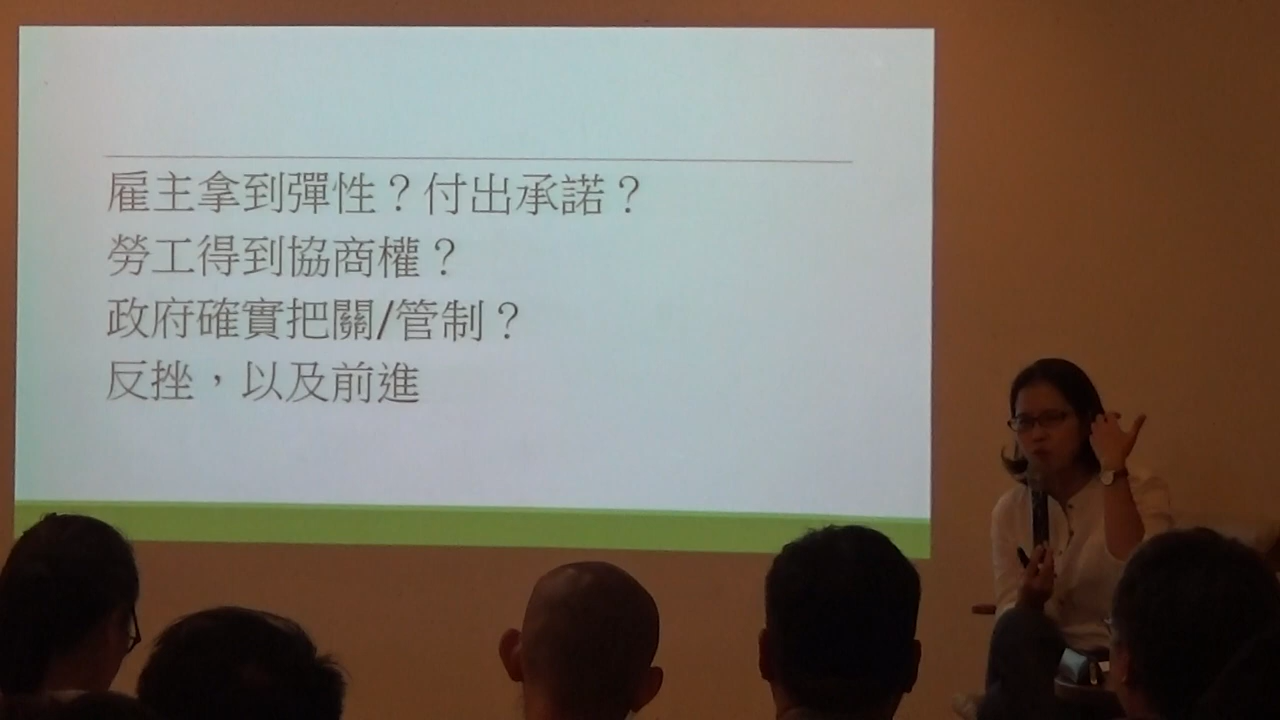 雇主拿到彈性？付出承諾？
勞工得到協商權？
政府確實把關/管制？
反挫，以及前進